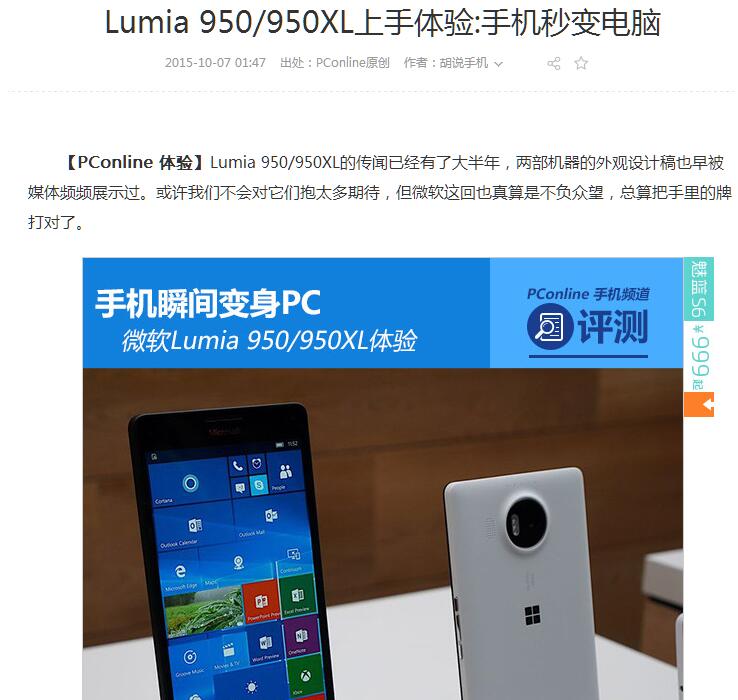 Lumia 950/950XL上手体验:手机秒变电脑
2015-10-07 01:47 出处：PConline原创 作者：胡说手机
【PConline 体验】Lumia 950/950XL的传闻已经有了大半年，两部机器的外观设计稿也早被
媒体频频展示过。或许我们不会对它们抱太多期待，但微软这回也真算是不负众望，总算把手里的牌
打对了。
手机瞬间变身PC
微软Lumia 950/950XL体验
PConline 手机频道
评测
魅蓝S6
999起
Microsoft
11:52
Cortana
People
Outlook Calendar
Outlook Mail
Microsoft Edge
Maps
Continuum
PowerPoint Prev
Excel Preview
Groove Music
Movies & TV
Word Preview
OneNote
Xbox